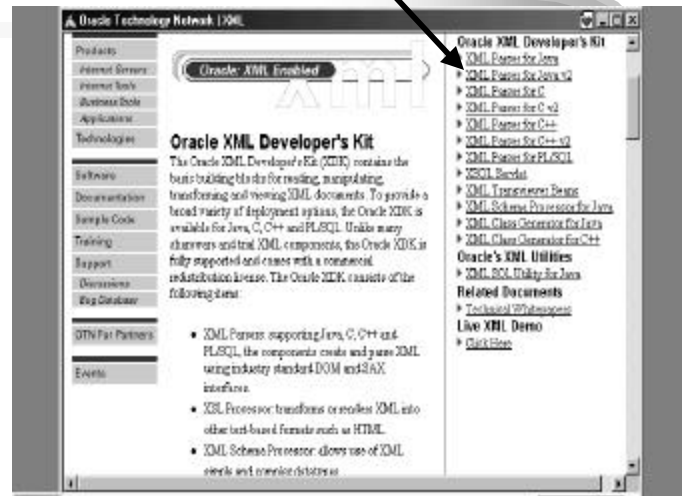 Oracle Technology Network | XML
Products
Internet Servers
Internet Tools
Business Tools
Applications
Technologies
Software
Documentation
Sample Code
Training
Support
Discussions
Bug Database
OTN For Partners
Events
Oracle: XML Enabled
xml
Oracle XML Developer's Kit
The Oracle XML Developer's Kit (XDK) contains the
basic building blocks for reading, manipulating,
transforming and viewing XML documents. To provide a
broad variety of deployment options, the Oracle XDK is
available for Java, C, C++ and PL/SQL. Unlike many
shareware and trial XML components, the Oracle XDK is
fully supported and comes with a commercial
redistribution license. The Oracle XDK consists of the
following items:
• XML Parsers: supporting Java, C, C++ and
PL/SQL, the components create and parse XML
using industry standard DOM and SAX
interfaces.
• XSL Processor: transforms or renders XML into
other text-based formats such as HTML.
• XML Schema Processor: allows use of XML
simple and complex datatypes
Oracle XML Developer's Kit
XML Parser for Java
XML Parser for Java v2
XML Parser for C
XML Parser for C v2
XML Parser for C++
XML Parser for C++ v2
XML Parser for PL/SQL
XSQL Servlet
XML Transviewer Beans
XML Schema Processor for Java
XML Class Generator for Java
XML Class Generator for C++
Oracle's XML Utilities
XML SQL Utility for Java
Related Documents
Technical Whitepapers
Live XML Demo
Click Here